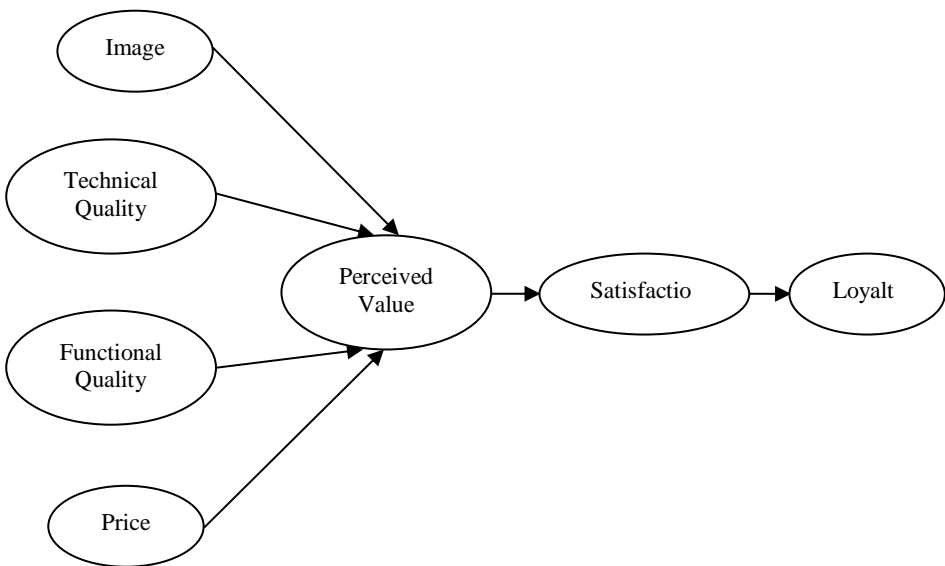 Image
Technical
Quality
Perceived
Value
Satisfactio
Loyalt
Functional
Quality
Price